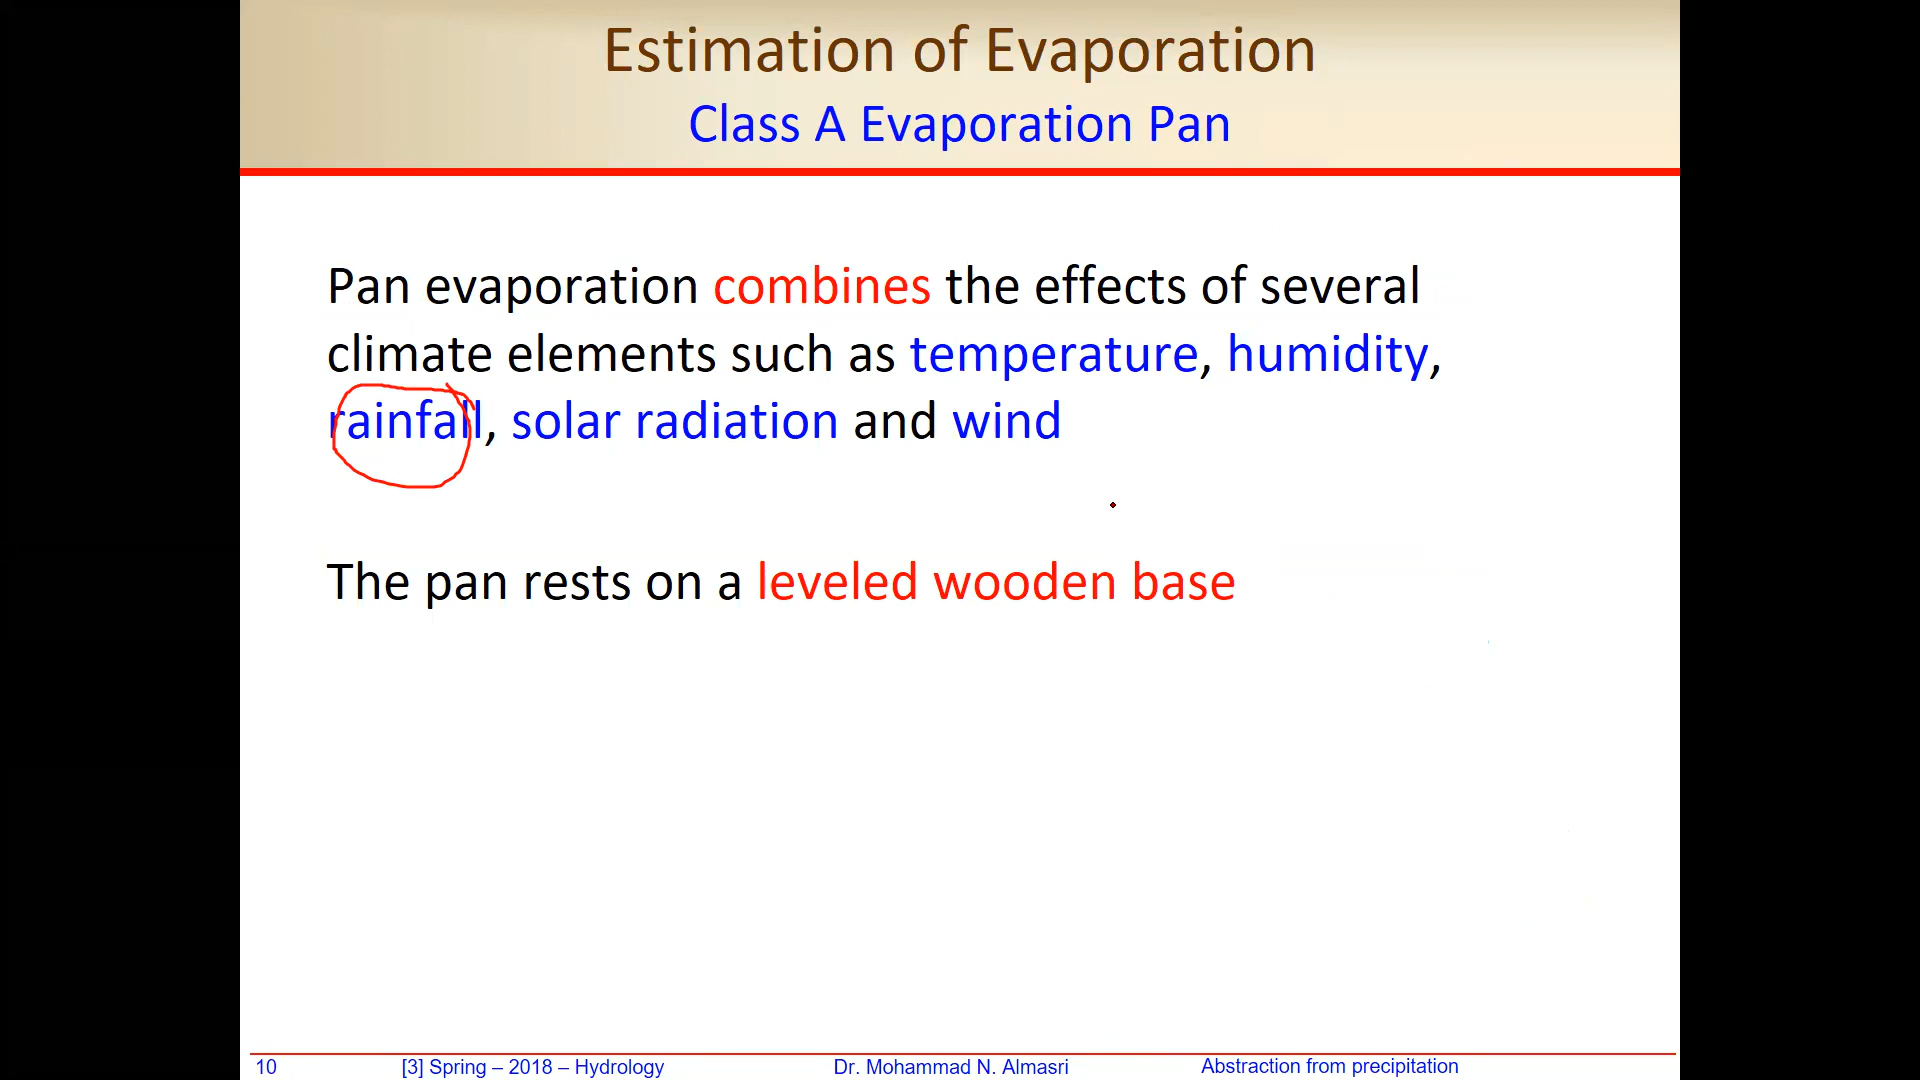 Estimation of Evaporation
Class A Evaporation Pan
Pan evaporation combines the effects of several
climate elements such as temperature, humidity,
rainfall, solar radiation and wind
The pan rests on a leveled wooden base
10 [3] Spring – 2018 – Hydrology Dr. Mohammad N. Almasri Abstraction from precipitation